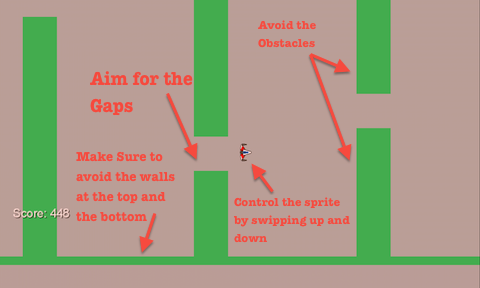 Avoid the
Obstacles
Aim for the
Gaps
Make Sure to
avoid the walls
at the top and
the bottom
Score: 448
Control the sprite
by swipping up and
down